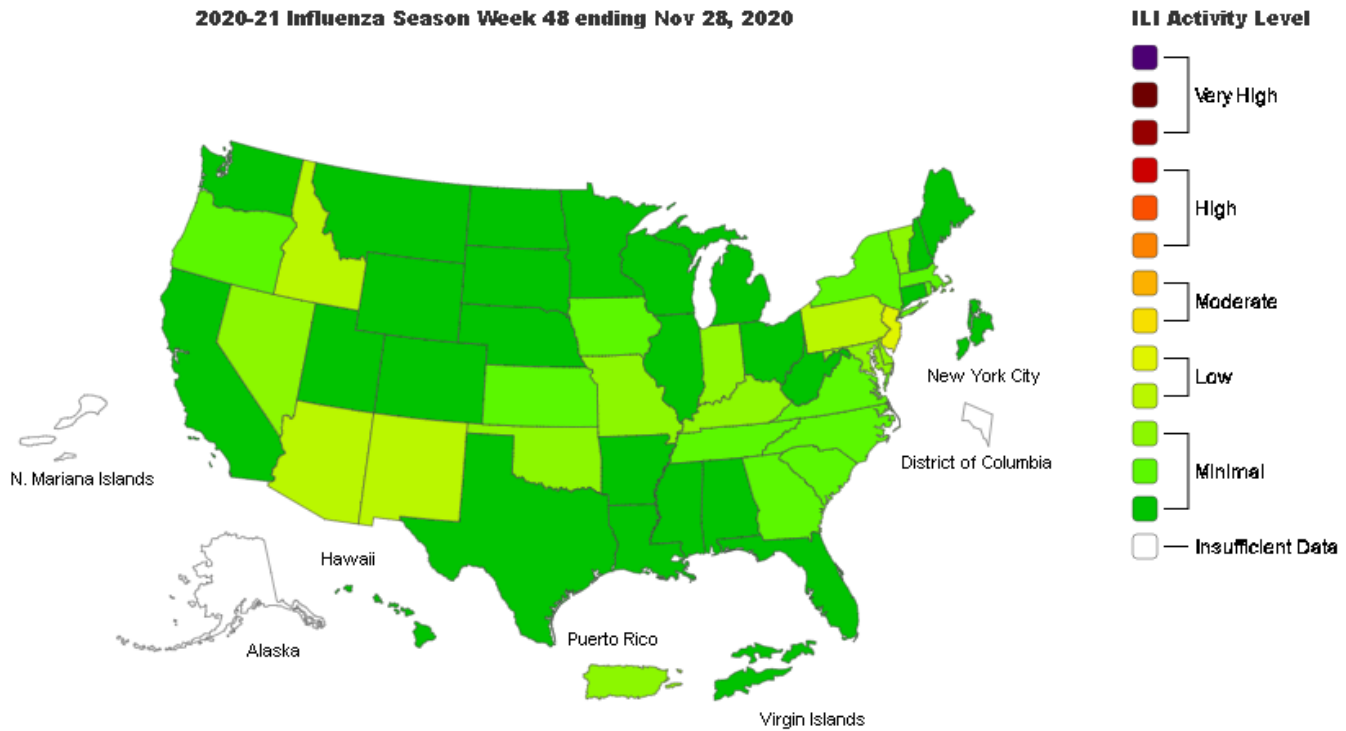 2020-21 Influenza Season Week 48 ending Nov 28, 2020
ILI Activity Level
Very High
High
Moderate
Low
Minimal
Insufficient Data
New York City
District of Columbia
N. Mariana Islands
Hawaii
Alaska
Puerto Rico
Virgin Islands